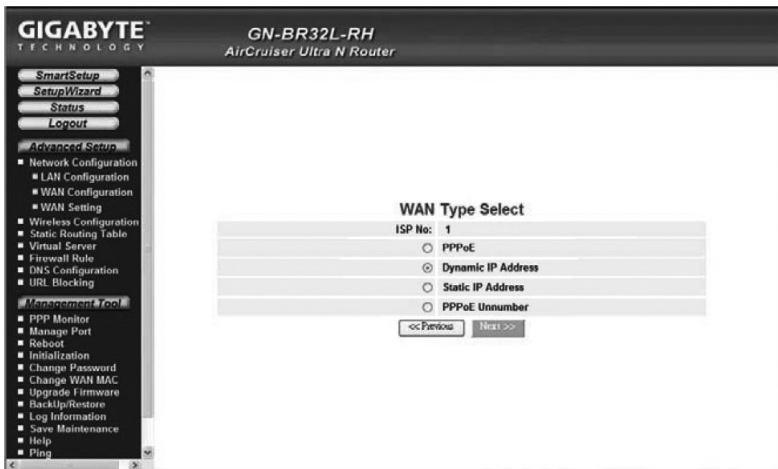 GIGABYTE™
TECHNOLOGY
GN-BR32L-RH
AirCruiser Ultra N Router
SmartSetup
SetupWizard
Status
Logout
Advanced Setup
Network Configuration
LAN Configuration
WAN Configuration
WAN Setting
Wireless Configuration
Static Routing Table
Virtual Server
Firewall Rule
DNS Configuration
URL Blocking
Management Tool
PPP Monitor
Manage Port
Reboot
Initialization
Change Password
Change WAN MAC
Upgrade Firmware
BackUp/Restore
Log Information
Save Maintenance
Help
Ping
WAN Type Select
ISP No: 1
PPPoE
Dynamic IP Address
Static IP Address
PPPoE Unnumber
<< Previous Next >>